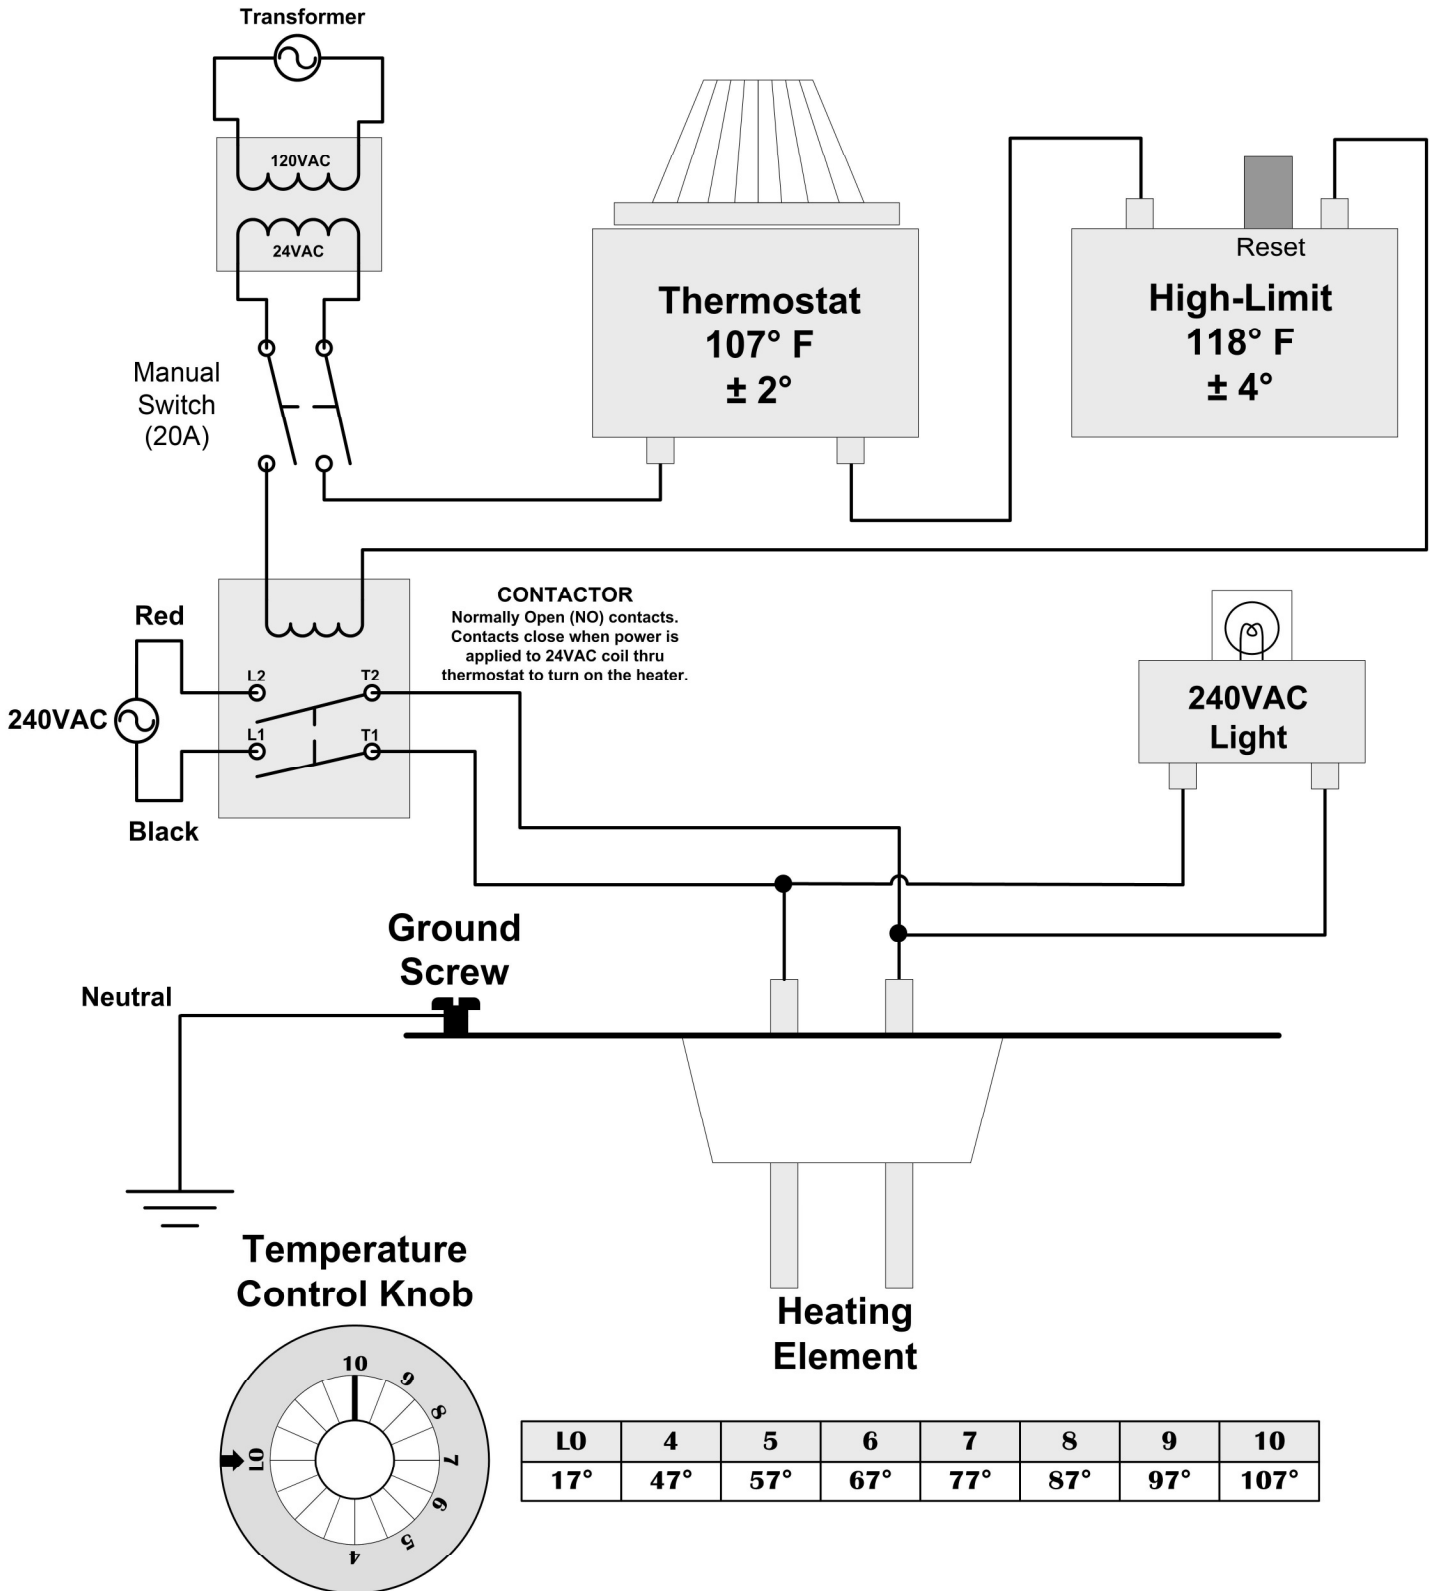 Transformer
120VAC
24VAC
Manual
Switch
(20A)
Thermostat
107° F
± 2°
Reset
High-Limit
118° F
± 4°
CONTACTOR
Normally Open (NO) contacts.
Contacts close when power is
applied to 24VAC coil thru
thermostat to turn on the heater.
Red
L2 T2
240VAC
L1 T1
Black
240VAC
Light
Ground
Screw
Neutral
Heating
Element
Temperature
Control Knob
10
9
8
7
6
5
4
LO
LO 4 5 6 7 8 9 10
17° 47° 57° 67° 77° 87° 97° 107°